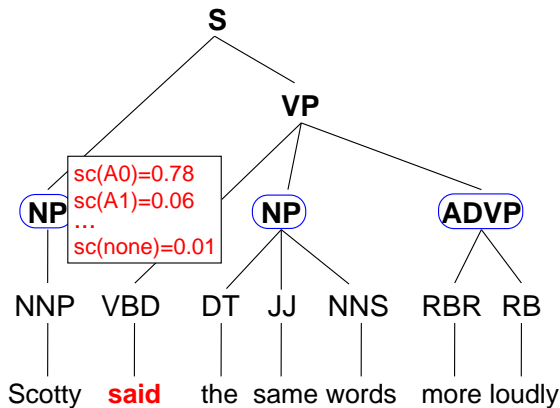 S
VP
sc(A0)=0.78
sc(A1)=0.06
...
sc(none)=0.01
NP NP ADVP
NNP VBD DT JJ NNS RBR RB
Scotty said the same words more loudly